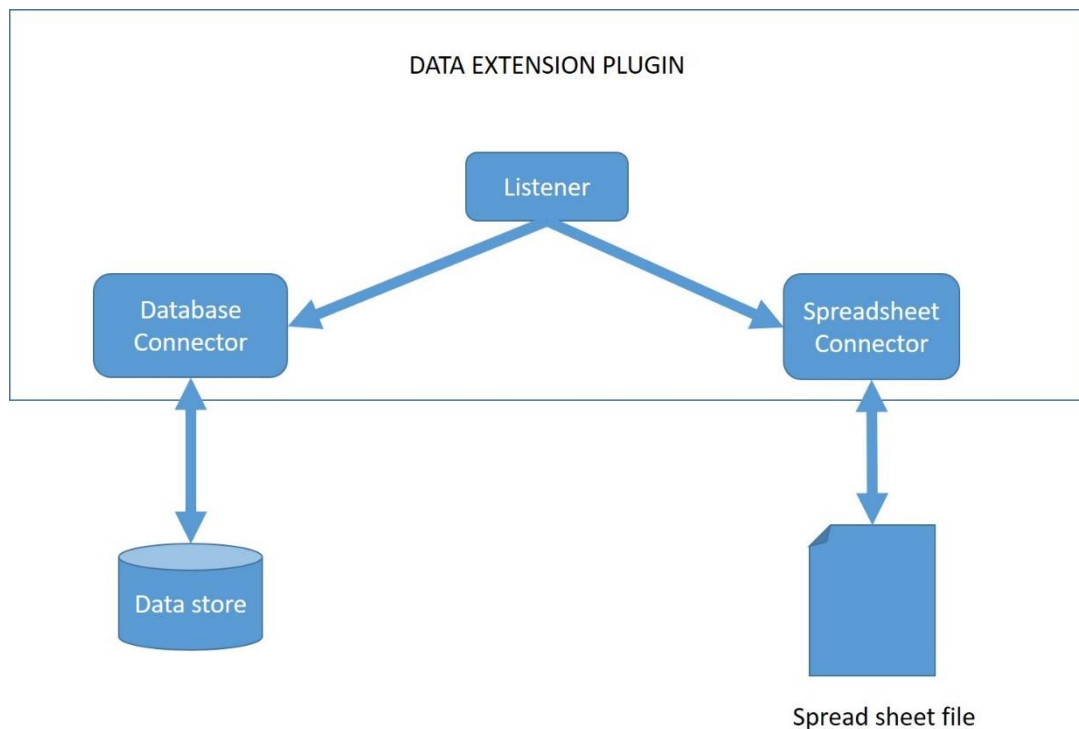 DATA EXTENSION PLUGIN
Listener
Database
Connector
Spreadsheet
Connector
Data store
Spread sheet file